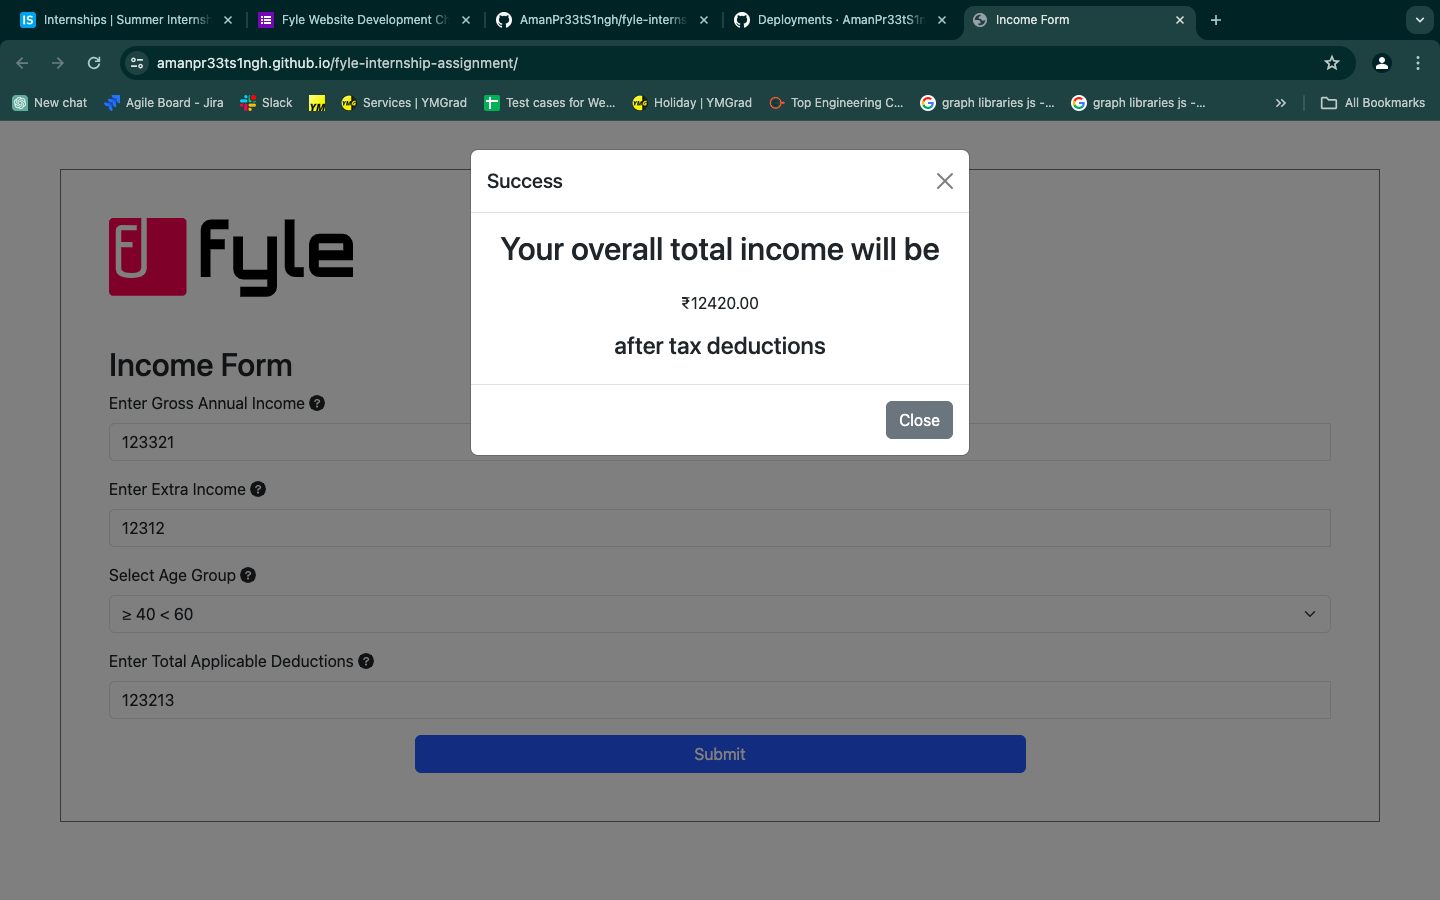 Internships | Summer Internsh
Fyle Website Development Ch
AmanPr33tS1ngh/fyle-interns
Deployments · AmanPr33tS1n
Income Form
amanpr33ts1ngh.github.io/fyle-internship-assignment/
New chat
Agile Board - Jira
Slack
Services | YMGrad
Test cases for We...
Holiday | YMGrad
Top Engineering C...
graph libraries js -...
graph libraries js -...
All Bookmarks
Success
Your overall total income will be
₹12420.00
after tax deductions
Close
fyle
Income Form
Enter Gross Annual Income
123321
Enter Extra Income
12312
Select Age Group
≥ 40 < 60
Enter Total Applicable Deductions
123213
Submit